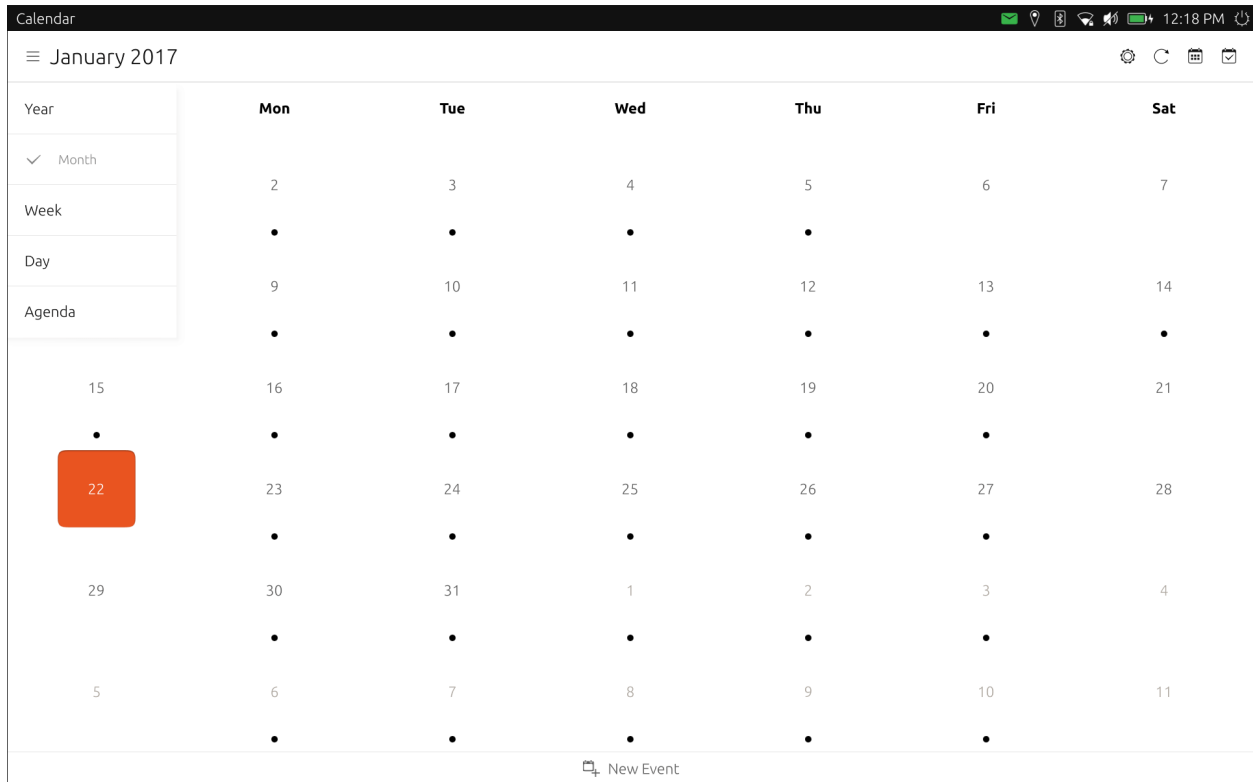 Calendar 12:18 PM
January 2017
Year Mon Tue Wed Thu Fri Sat
Month
2 3 4 5 6 7
Week
Day
9 10 11 12 13 14
Agenda
15 16 17 18 19 20 21
22 23 24 25 26 27 28
29 30 31 1 2 3 4
5 6 7 8 9 10 11
New Event